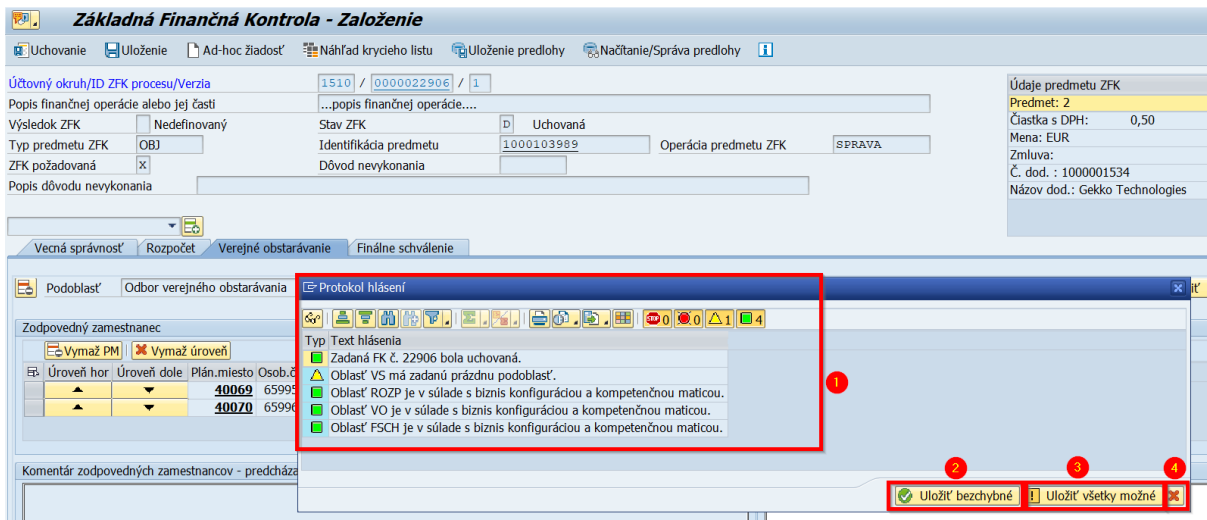 Základná Finančná Kontrola - Založenie
Uchovanie Uloženie Ad-hoc žiadosť Náhľad krycieho listu Uloženie predlohy Načítanie/Správa predlohy
Účtovný okruh/ID ZFK procesu/Verzia 1510 / 0000022906 / 1
Popis finančnej operácie alebo jej časti ...popis finančnej operácie....
Výsledok ZFK Nedefinovaný Stav ZFK D Uchovaná
Typ predmetu ZFK OBJ Identifikácia predmetu 1000103989 Operácia predmetu ZFK SPRAVA
ZFK požadovaná X Dôvod nevykonania
Popis dôvodu nevykonania
Údaje predmetu ZFK
Predmet: 2
Čiastka s DPH: 0,50
Mena: EUR
Zmluva:
Č. dod. : 1000001534
Názov dod.: Gekko Technologies
Vecná správnosť Rozpočet Verejné obstarávanie Finálne schválenie
Podoblasť Odbor verejného obstarávania
Zodpovedný zamestnanec
Vymaž PM Vymaž úroveň
Úroveň hor Úroveň dole Plán.miesto Osob.č
40069 65995
40070 65996
Komentár zodpovedných zamestnancov - predcháza
Protokol hlásení
0 0 1 4
Typ Text hlásenia
Zadaná FK č. 22906 bola uchovaná.
Oblasť VS má zadanú prázdnu podoblasť.
Oblasť ROZP je v súlade s biznis konfiguráciou a kompetenčnou maticou.
Oblasť VO je v súlade s biznis konfiguráciou a kompetenčnou maticou.
Oblasť FSCH je v súlade s biznis konfiguráciou a kompetenčnou maticou.
1
2 3 4
Uložiť bezchybné Uložiť všetky možné
iť